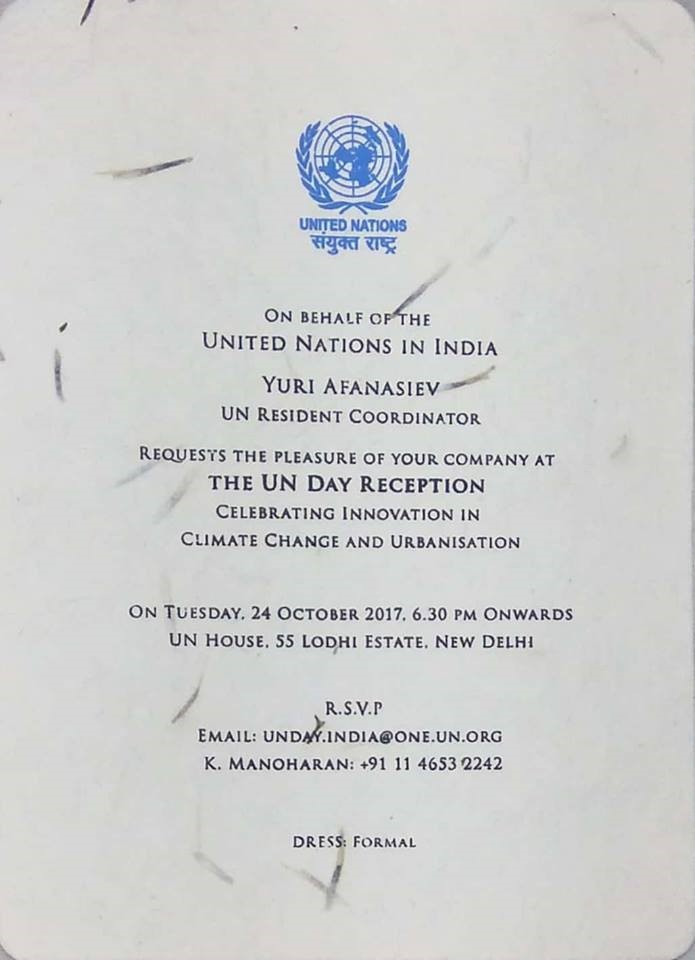 UNITED NATIONS
संयुक्त राष्ट्र
ON BEHALF OF THE
UNITED NATIONS IN INDIA
YURI AFANASIEV
UN RESIDENT COORDINATOR
REQUESTS THE PLEASURE OF YOUR COMPANY AT
THE UN DAY RECEPTION
CELEBRATING INNOVATION IN
CLIMATE CHANGE AND URBANISATION
ON TUESDAY, 24 OCTOBER 2017, 6.30 PM ONWARDS
UN HOUSE, 55 LODHI ESTATE, NEW DELHI
R.S.V.P
EMAIL: UNDAY.INDIA@ONE.UN.ORG
K. MANOHARAN: +91 11 4653 2242
DRESS: FORMAL